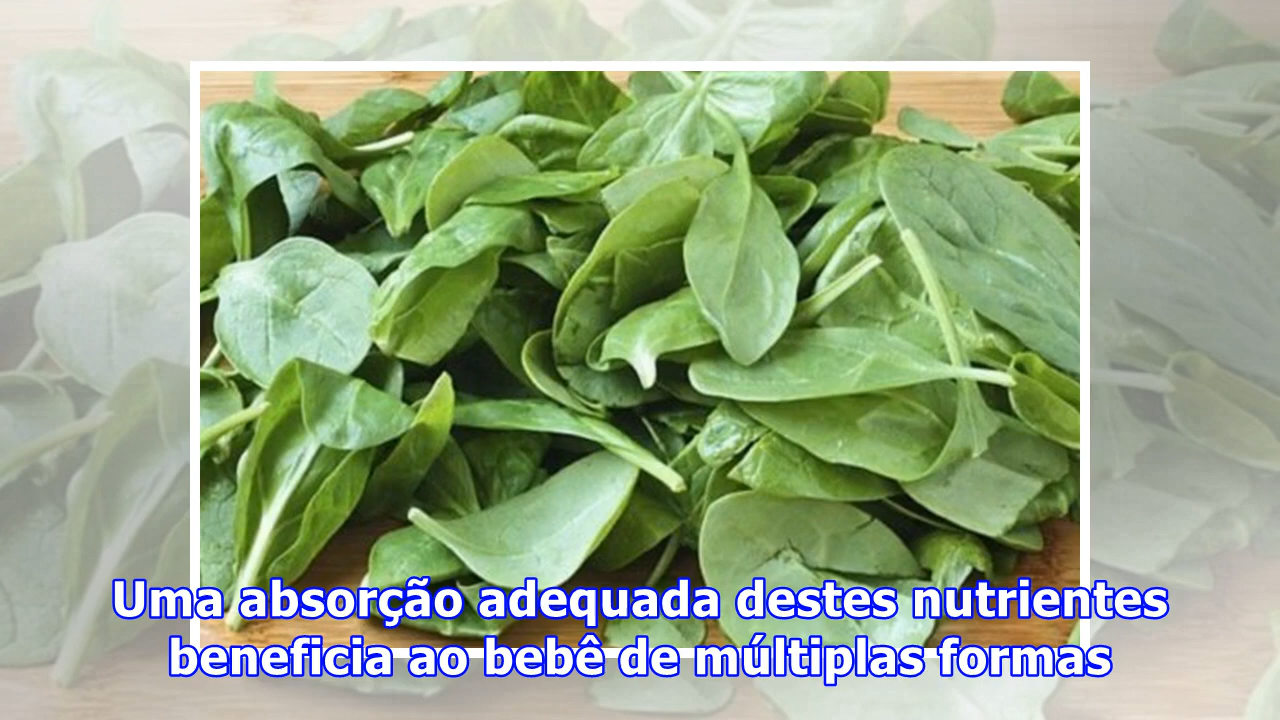 Uma absorção adequada destes nutrientes
beneficia ao bebê de múltiplas formas